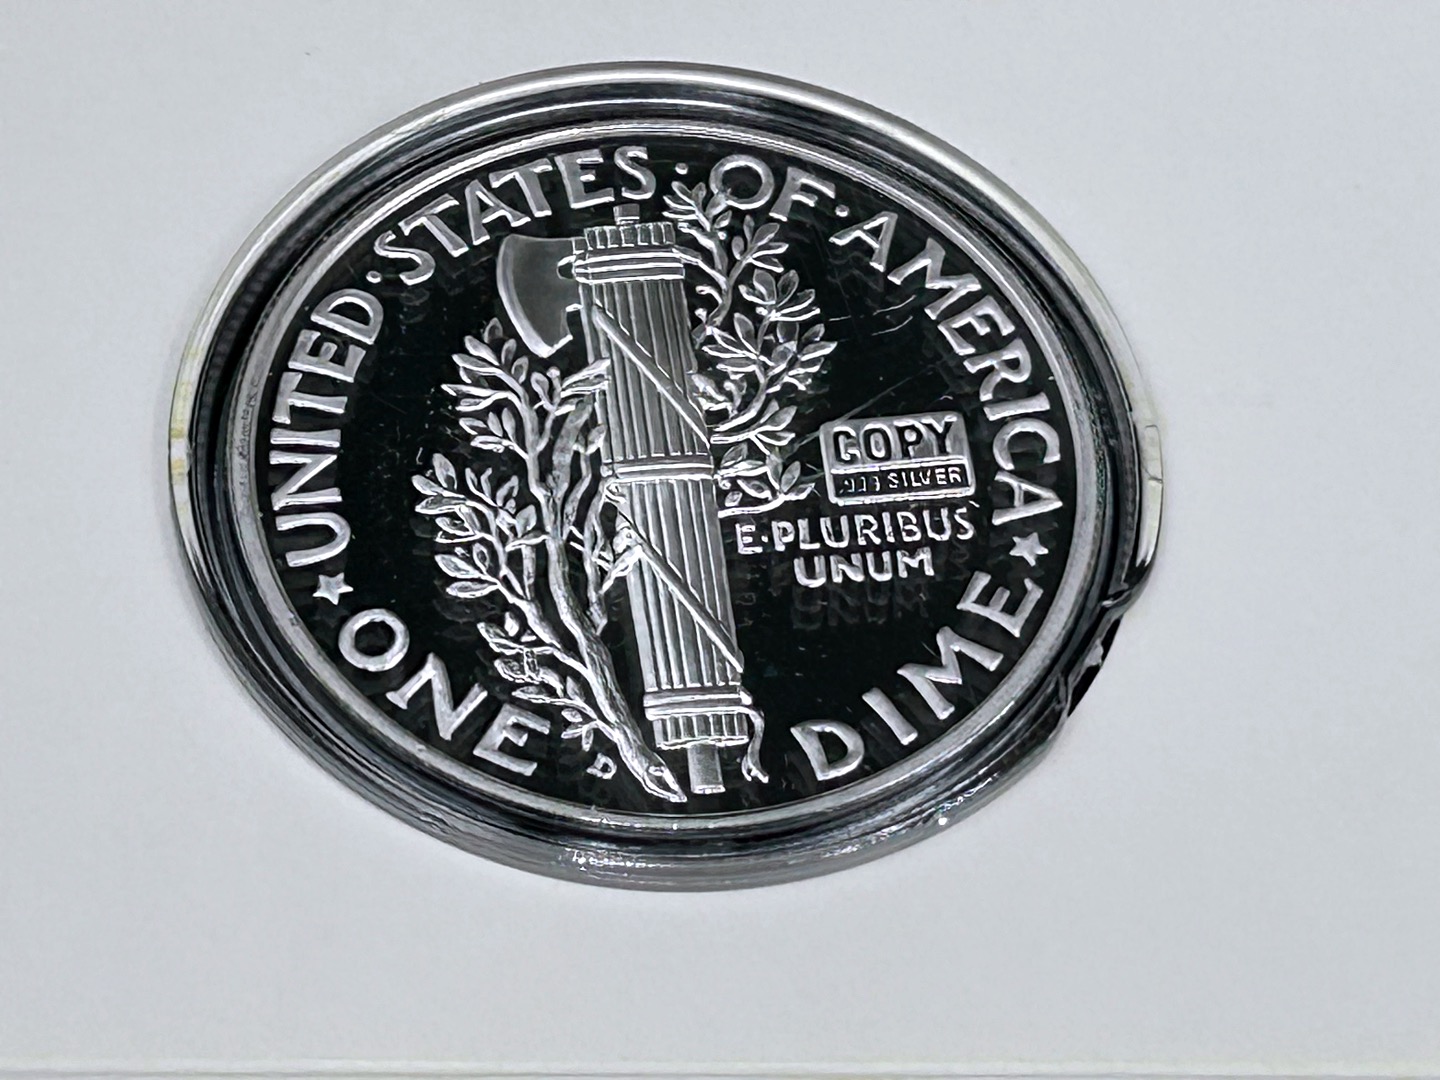 UNITED·STATES·OF·AMERICA
COPY
SILVER
E·PLURIBUS
UNUM
ONE DIME
D